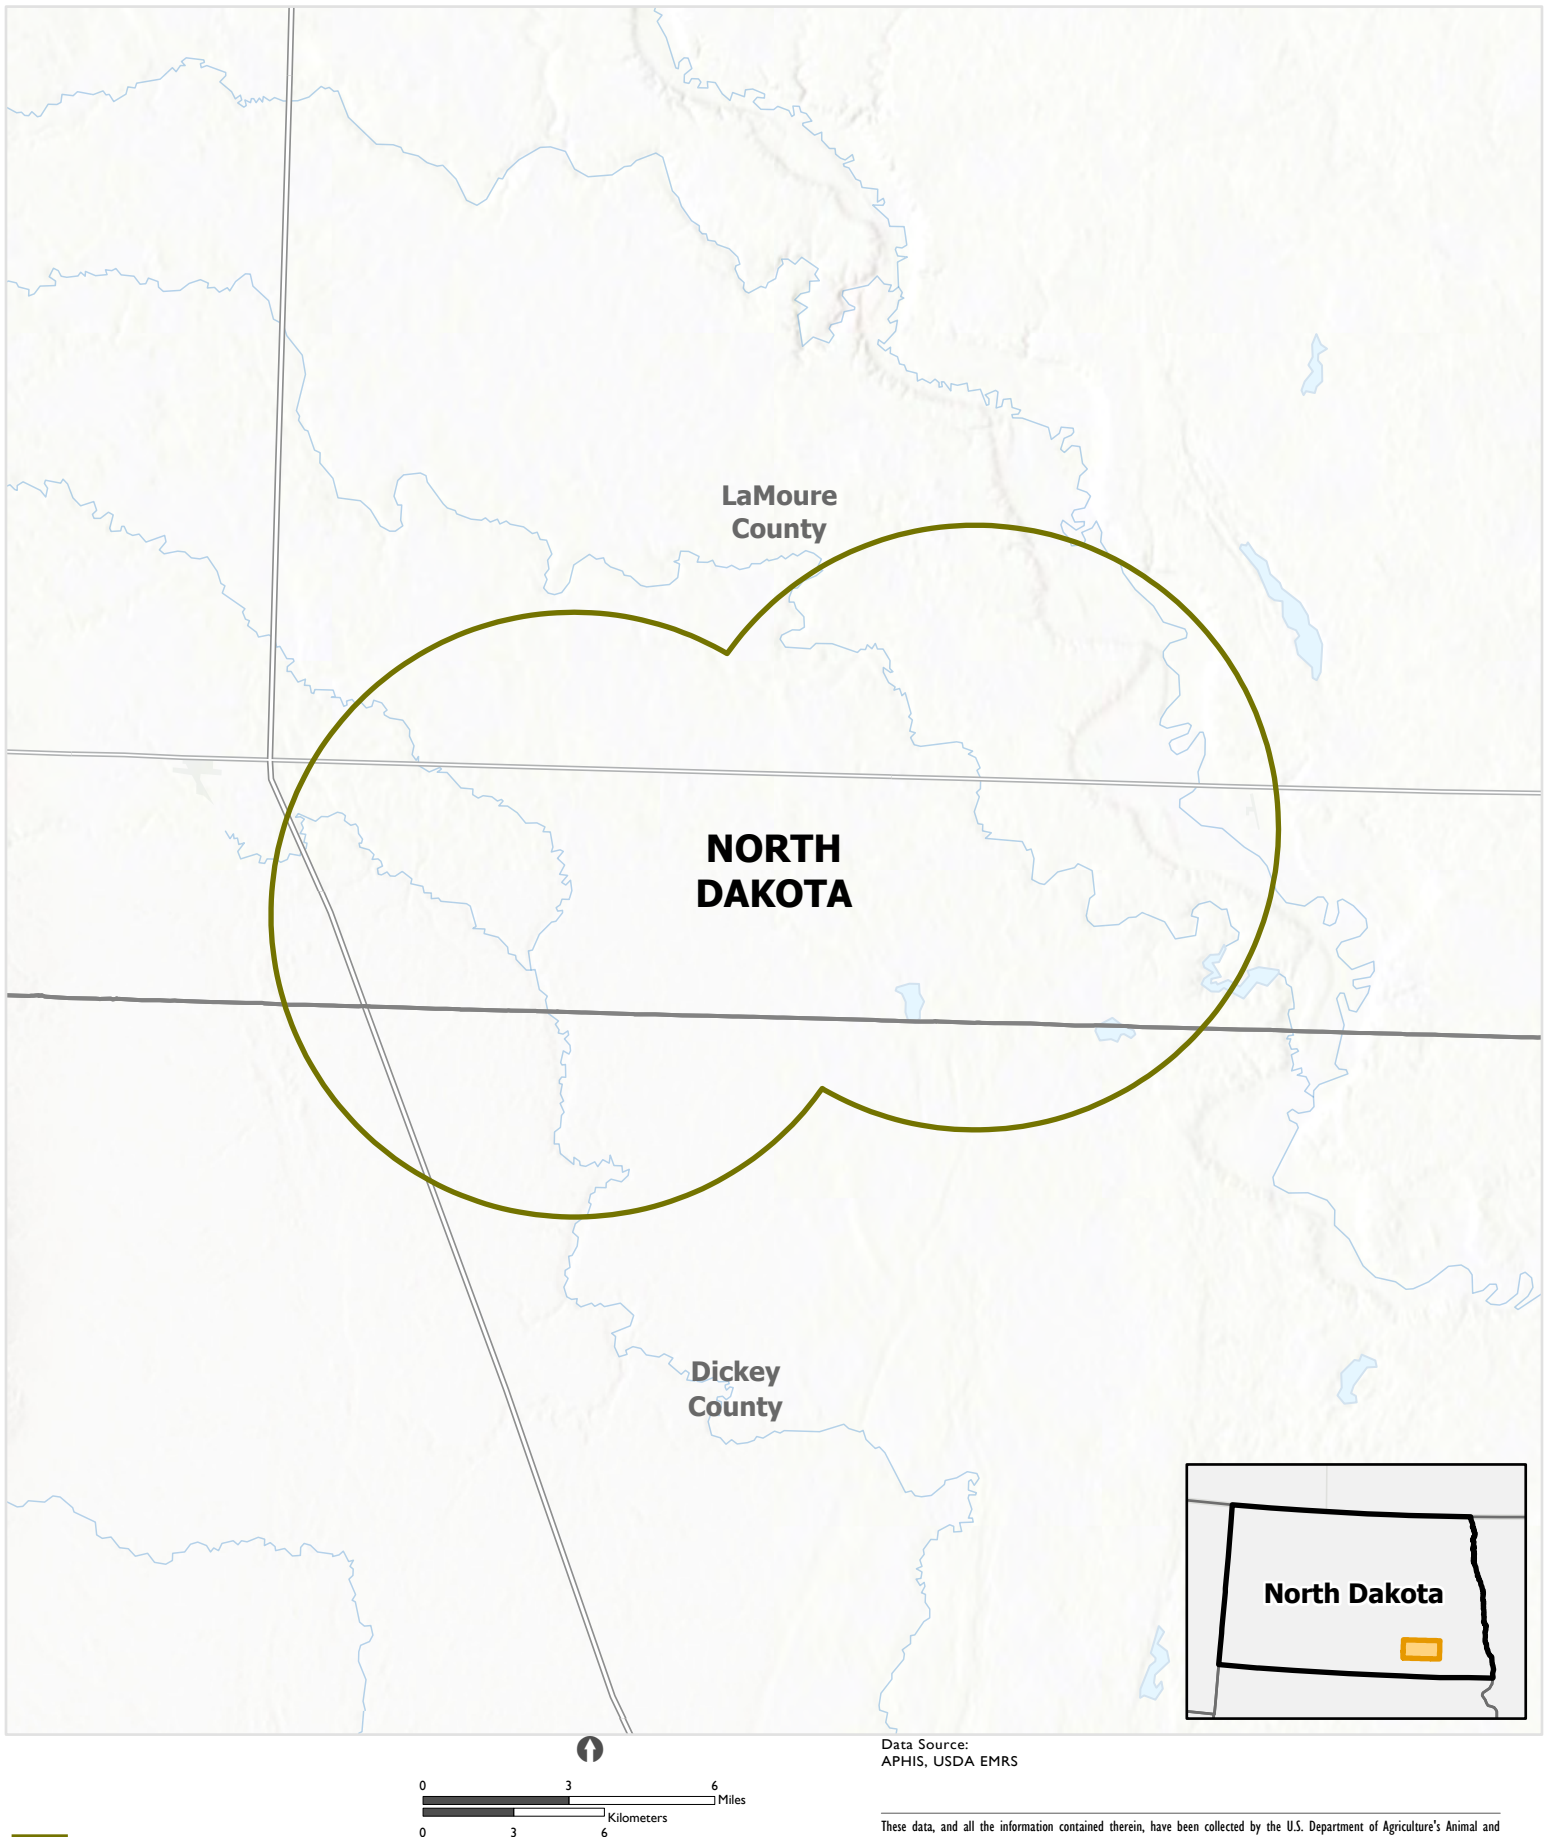 LaMoure
County
NORTH
DAKOTA
Dickey
County
North Dakota
Data Source:
APHIS, USDA EMRS
0 3 6
Miles
Kilometers
0 3 6
These data, and all the information contained therein, have been collected by the U.S. Department of Agriculture's Animal and